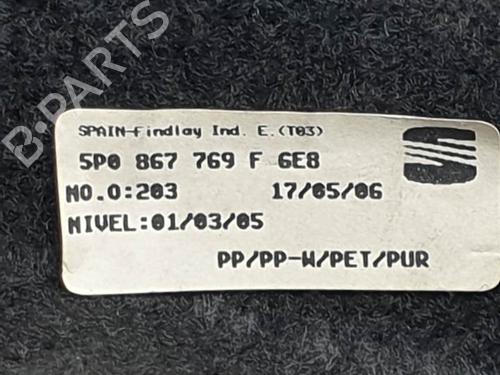 B-PARTS
SPAIN-Findlay Ind. E.(T03)
5P0 867 769 F 6E8
NO.O:203 17/05/06
NIVEL:01/03/05
PP/PP-W/PET/PUR
B-PARTS